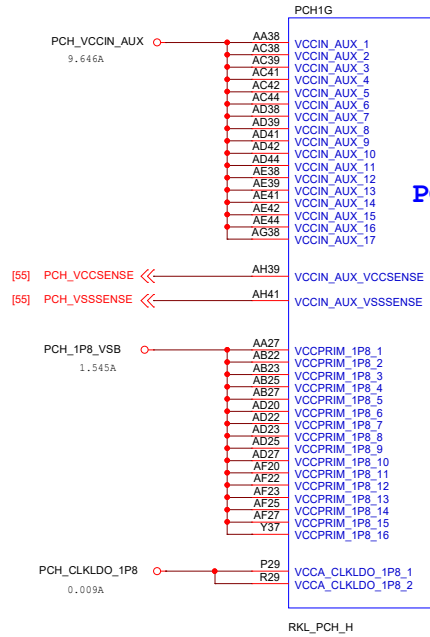 PCH1G
PCH_VCCIN_AUX
9.646A
AA38 VCCIN_AUX_1
AC38 VCCIN_AUX_2
AC39 VCCIN_AUX_3
AC41 VCCIN_AUX_4
AC42 VCCIN_AUX_5
AC44 VCCIN_AUX_6
AD38 VCCIN_AUX_7
AD39 VCCIN_AUX_8
AD41 VCCIN_AUX_9
AD42 VCCIN_AUX_10
AD44 VCCIN_AUX_11
AE38 VCCIN_AUX_12
AE39 VCCIN_AUX_13
AE41 VCCIN_AUX_14
AE42 VCCIN_AUX_15
AE44 VCCIN_AUX_16
AG38 VCCIN_AUX_17
P
[55] PCH_VCCSENSE AH39 VCCIN_AUX_VCCSENSE
[55] PCH_VSSSENSE AH41 VCCIN_AUX_VSSSENSE
PCH_1P8_VSB
1.545A
AA27 VCCPRIM_1P8_1
AB22 VCCPRIM_1P8_2
AB23 VCCPRIM_1P8_3
AB25 VCCPRIM_1P8_4
AB27 VCCPRIM_1P8_5
AD20 VCCPRIM_1P8_6
AD22 VCCPRIM_1P8_7
AD23 VCCPRIM_1P8_8
AD25 VCCPRIM_1P8_9
AD27 VCCPRIM_1P8_10
AF20 VCCPRIM_1P8_11
AF22 VCCPRIM_1P8_12
AF23 VCCPRIM_1P8_13
AF25 VCCPRIM_1P8_14
AF27 VCCPRIM_1P8_15
Y37 VCCPRIM_1P8_16
PCH_CLKLDO_1P8
0.009A
P29 VCCA_CLKLDO_1P8_1
R29 VCCA_CLKLDO_1P8_2
RKL_PCH_H